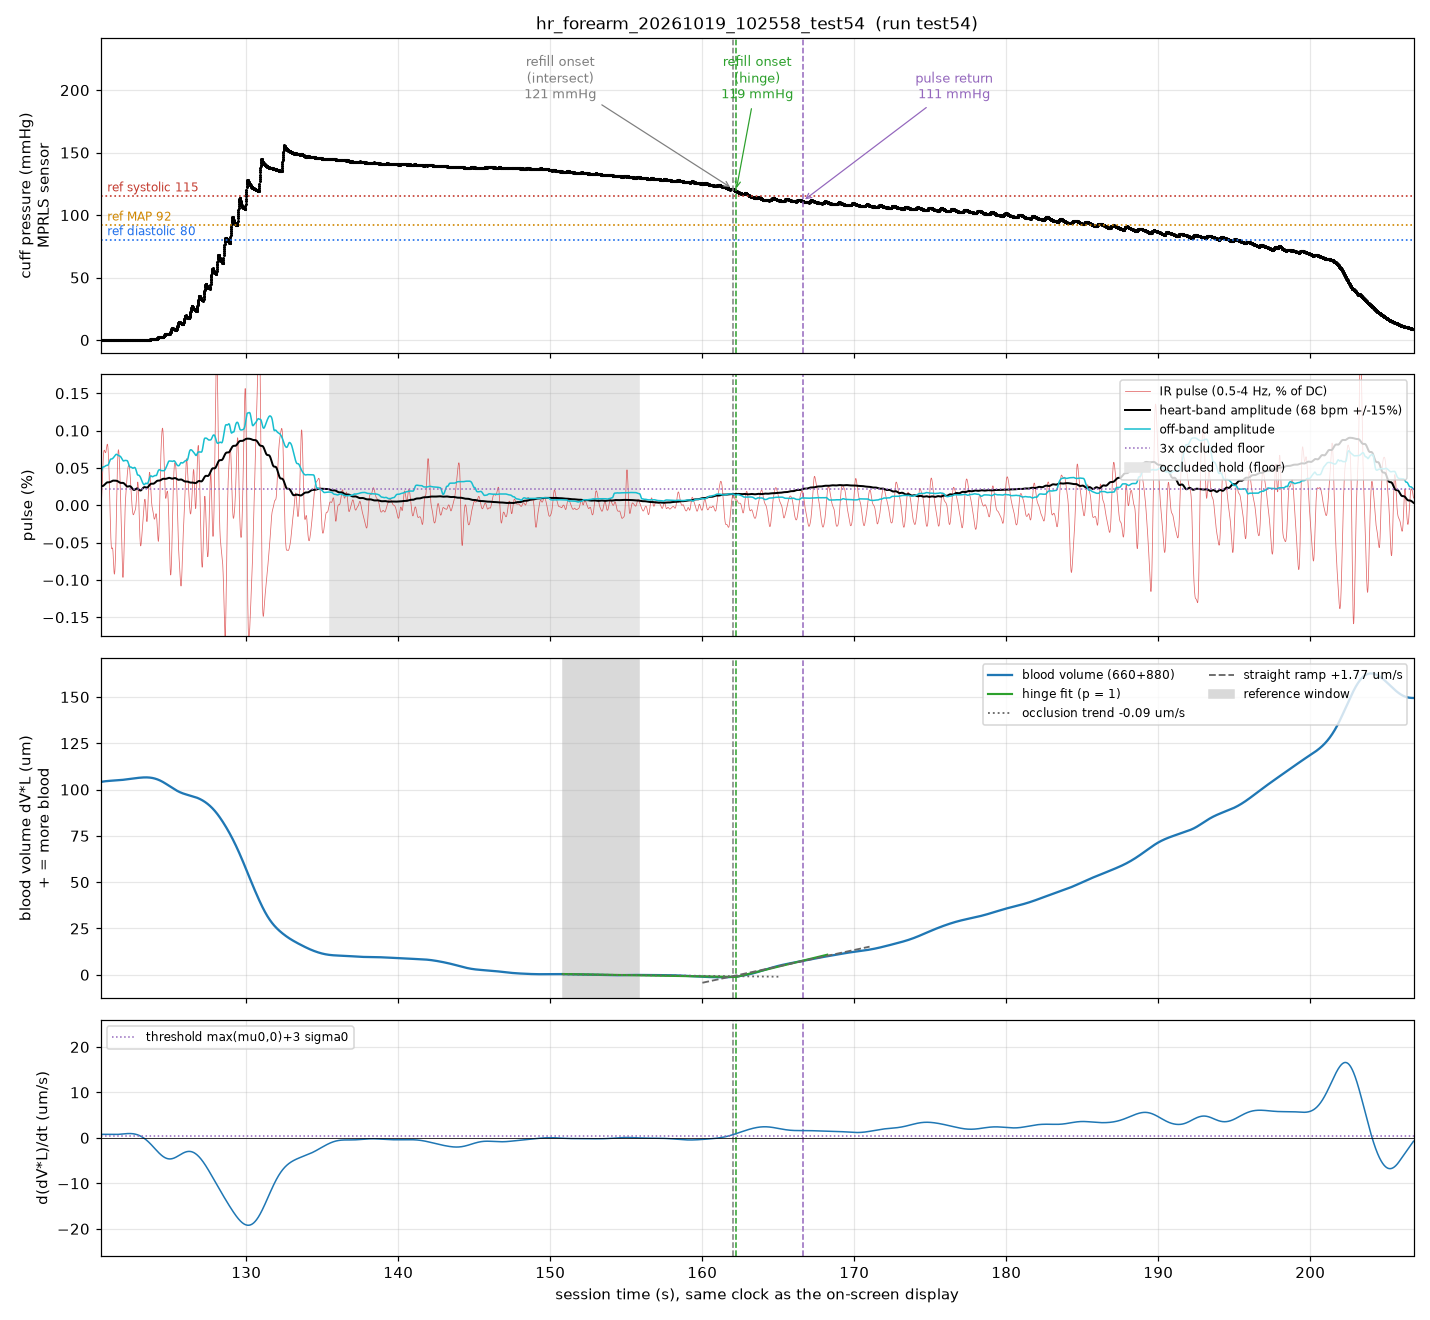 hr_forearm_20261019_102558_test54  (run test54)
refill onset
(intersect)
121 mmHg
refill onset
(hinge)
119 mmHg
pulse return
111 mmHg
ref systolic 115
ref MAP 92
ref diastolic 80
cuff pressure (mmHg)
MPRLS sensor
200
150
100
50
0
pulse (%)
0.15
0.10
0.05
0.00
−0.05
−0.10
−0.15
IR pulse (0.5-4 Hz, % of DC)
heart-band amplitude (68 bpm +/-15%)
off-band amplitude
3x occluded floor
occluded hold (floor)
blood volume dV*L (um)
+ = more blood
150
125
100
75
50
25
0
blood volume (660+880)
hinge fit (p = 1)
occlusion trend -0.09 um/s
straight ramp +1.77 um/s
reference window
d(dV*L)/dt (um/s)
20
10
0
−10
−20
threshold max(mu0,0)+3 sigma0
130
140
150
160
170
180
190
200
session time (s), same clock as the on-screen display